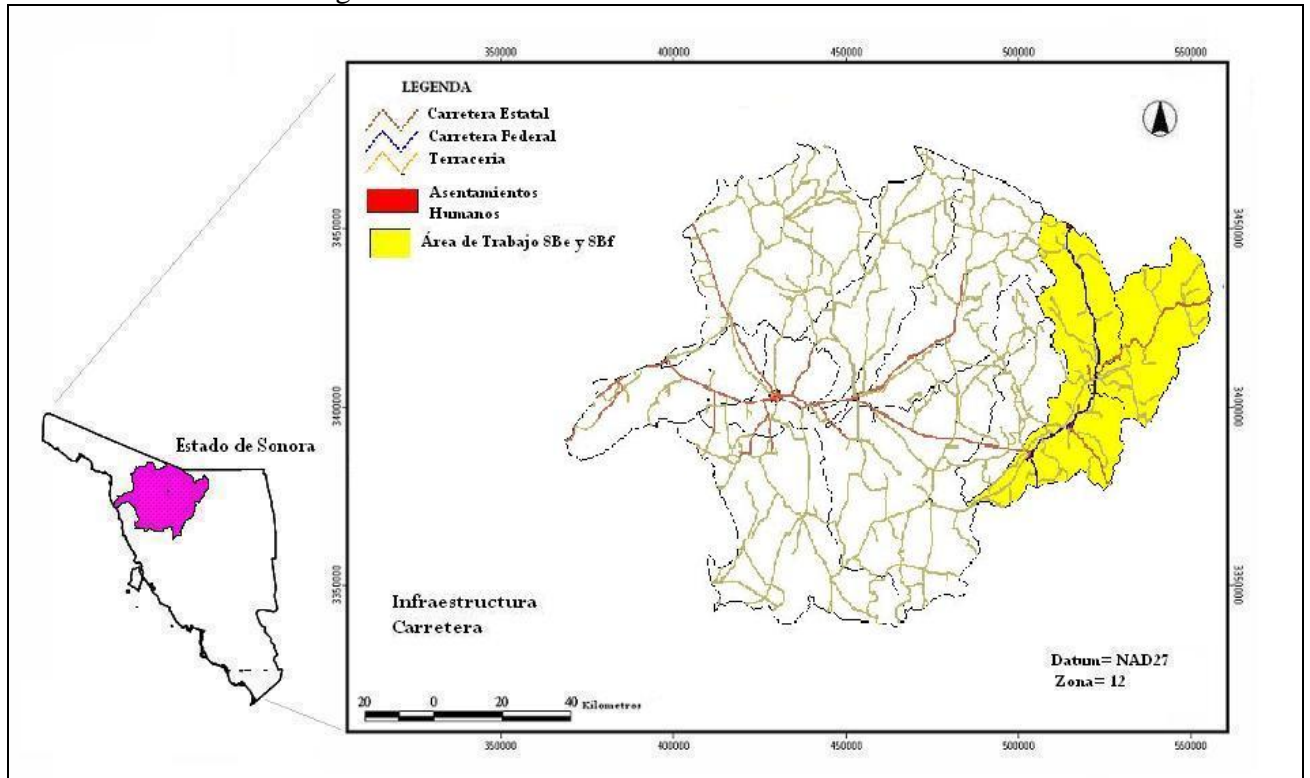 350000 400000 450000 500000 550000
LEGENDA
Carretera Estatal
Carretera Federal
Terraceria
Asentamientos
Humanos
Área de Trabajo SBe y SBf
3450000
3400000
3350000
3450000
3400000
3350000
Estado de Sonora
Infraestructura
Carretera
Datum= NAD27
Zona= 12
20 0 20 40 Kilometros
350000 400000 450000 500000 550000